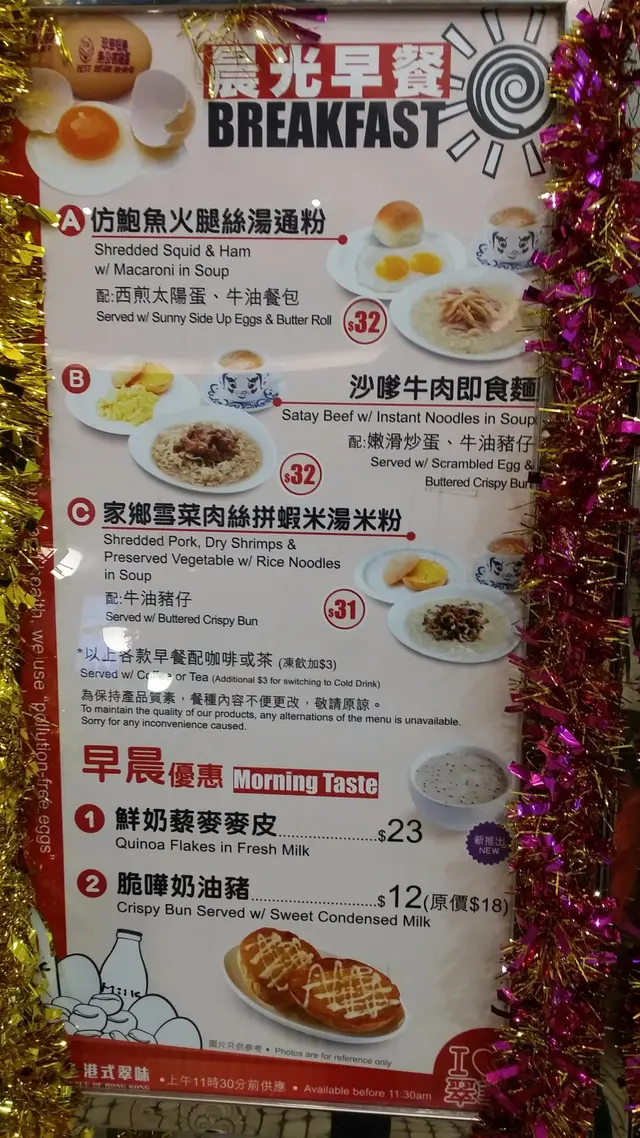 晨光早餐
BREAKFAST
A 仿鮑魚火腿絲湯通粉
Shredded Squid & Ham
w/ Macaroni in Soup
配:西煎太陽蛋、牛油餐包
Served w/ Sunny Side Up Eggs & Butter Roll
$32
B 沙嗲牛肉即食麵
Satay Beef w/ Instant Noodles in Soup
配:嫩滑炒蛋、牛油豬仔
Served w/ Scrambled Egg &
Buttered Crispy Bun
$32
C 家鄉雪菜肉絲拼蝦米湯米粉
Shredded Pork, Dry Shrimps &
Preserved Vegetable w/ Rice Noodles
in Soup
配:牛油豬仔
Served w/ Buttered Crispy Bun
$31
*以上各款早餐配咖啡或茶 (凍飲加$3)
Served w/ Coffee or Tea (Additional $3 for switching to Cold Drink)
為保持產品質素,餐種內容不便更改,敬請原諒。
To maintain the quality of our products, any alternations of the menu is unavailable.
Sorry for any inconvenience caused.
we use "pollution-free eggs"
早晨優惠 Morning Taste
1 鮮奶藜麥麥皮 $23
Quinoa Flakes in Fresh Milk
新推出
NEW
2 脆嘩奶油豬 $12(原價$18)
Crispy Bun Served w/ Sweet Condensed Milk
Milk
圖片只供參考 • Photos are for reference only
港式翠味
OF HONG KONG
•上午11時30分前供應 • Available before 11.30am
I
翠